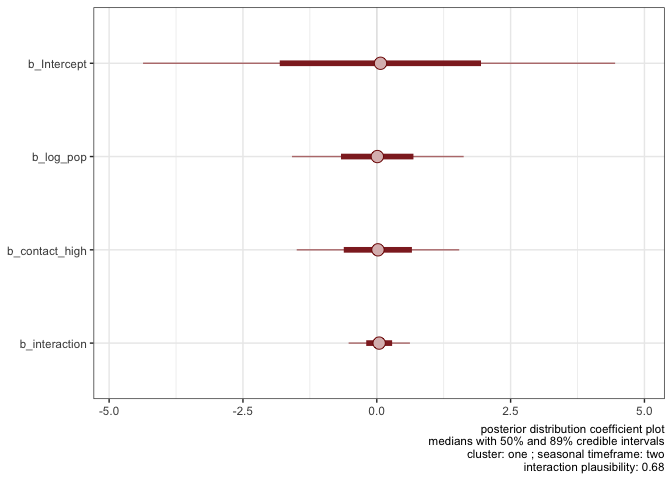 b_Intercept
b_log_pop
b_contact_high
b_interaction
-5.0 -2.5 0.0 2.5 5.0
posterior distribution coefficient plot
medians with 50% and 89% credible intervals
cluster: one ; seasonal timeframe: two
interaction plausibility: 0.68